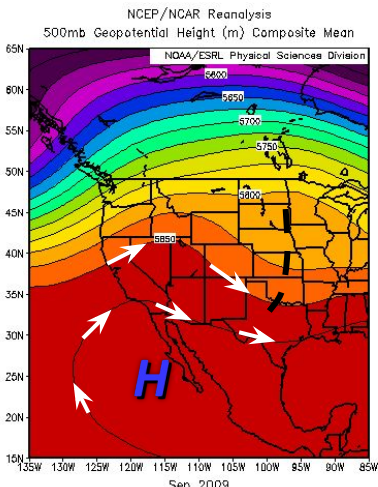 NCEP/NCAR Reanalysis
500mb Geopotential Height (m) Composite Mean
NOAA/ESRL Physical Sciences Division
65N
60N
55N
50N
45N
40N
35N
30N
25N
20N
15N
5600
5650
5700
5750
5800
5850
H
135W 130W 125W 120W 115W 110W 105W 100W 95W 90W 85W
Sep 2009